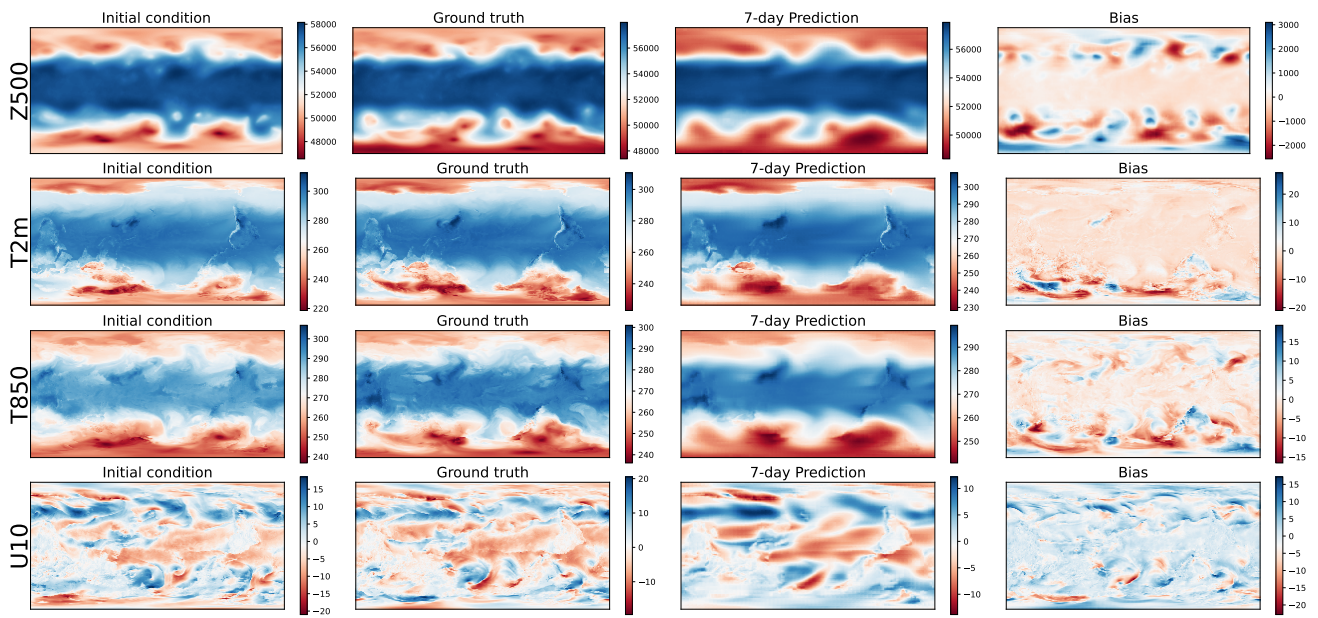 Initial condition Ground truth 7-day Prediction Bias
Z500
58000 56000 54000 52000 50000 48000
56000 54000 52000 50000 48000
56000 54000 52000 50000
3000 2000 1000 0 −1000 −2000
Initial condition Ground truth 7-day Prediction Bias
T2m
300 280 260 240 220
300 280 260 240
300 290 280 270 260 250 240 230
20 10 0 −10 −20
Initial condition Ground truth 7-day Prediction Bias
T850
300 290 280 270 260 250 240
300 290 280 270 260 250 240
290 280 270 260 250
15 10 5 0 −5 −10 −15
Initial condition Ground truth 7-day Prediction Bias
U10
15 10 5 0 −5 −10 −15 −20
20 10 0 −10
10 5 0 −5 −10
15 10 5 0 −5 −10 −15 −20